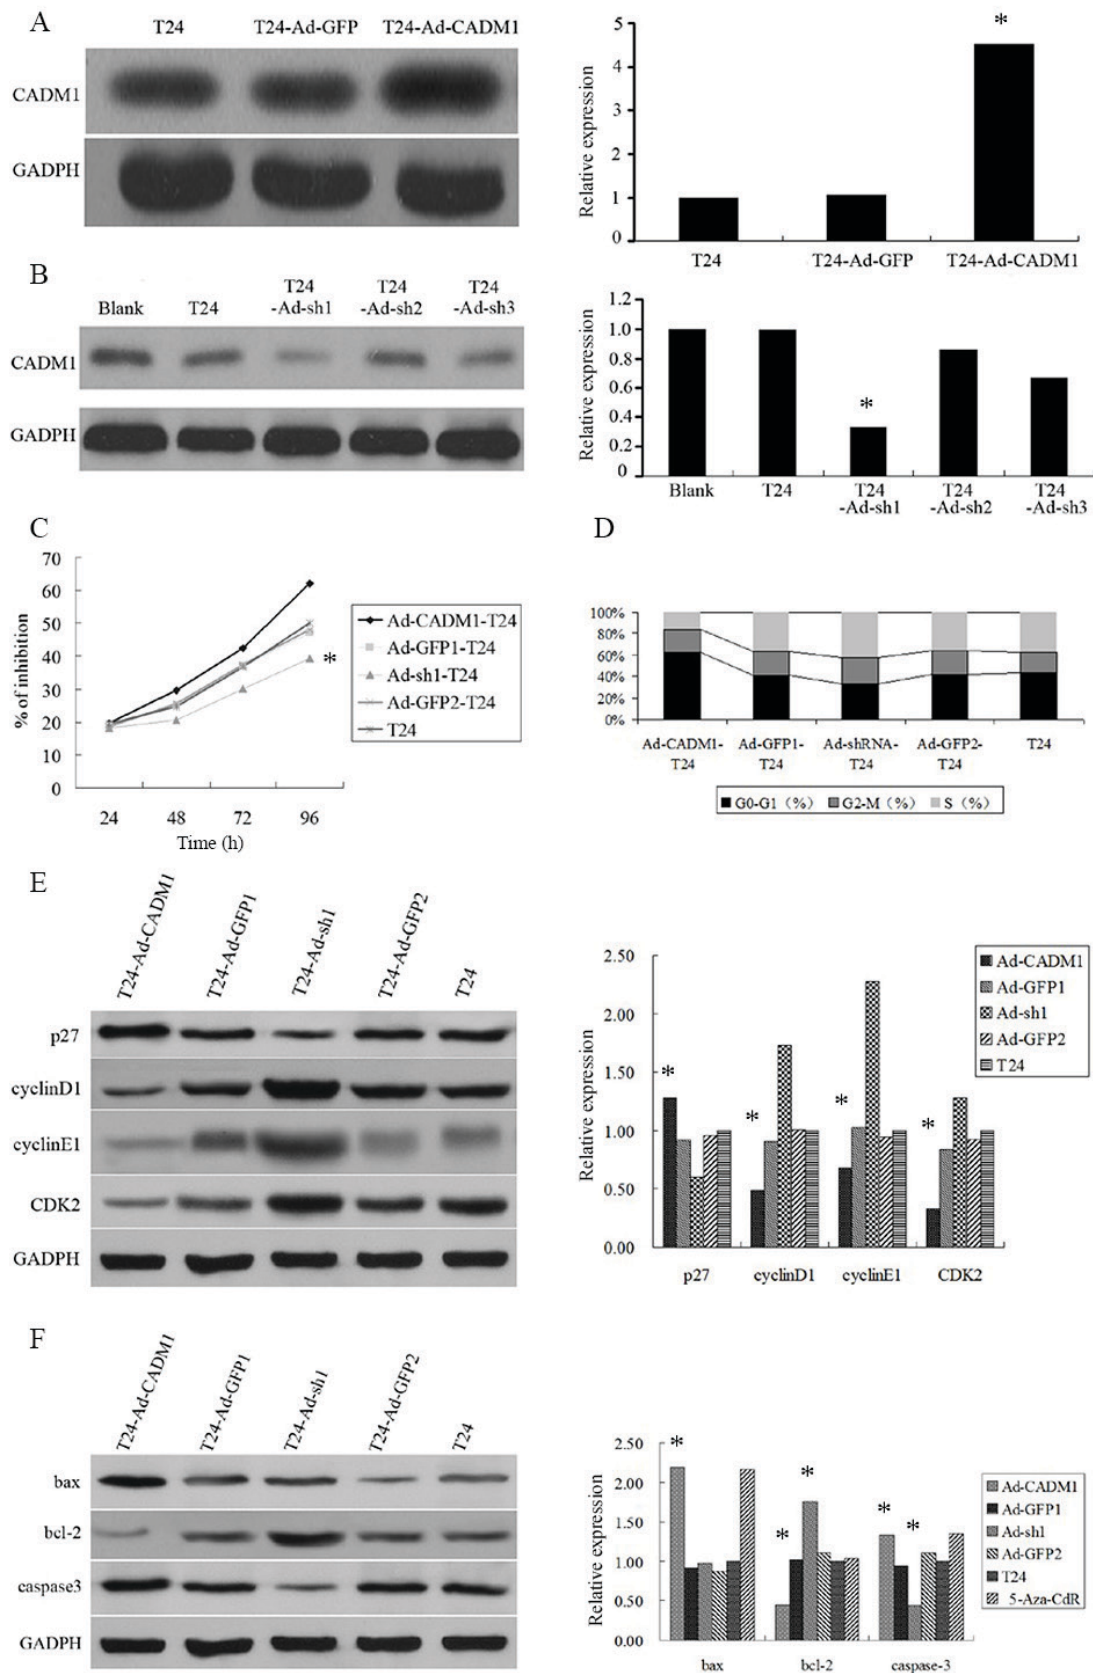 A
T24 T24-Ad-GFP T24-Ad-CADM1
CADM1
GADPH
Relative expression
5
4
3
2
1
0
*
T24 T24-Ad-GFP T24-Ad-CADM1
B
Blank T24 T24 -Ad-sh1 T24 -Ad-sh2 T24 -Ad-sh3
CADM1
GADPH
Relative expression
1.2
1.0
0.8
0.6
0.4
0.2
0
*
Blank T24 T24 -Ad-sh1 T24 -Ad-sh2 T24 -Ad-sh3
C
% of inhibition
70
60
50
40
30
20
10
0
24 48 72 96
Time (h)
*
Ad-CADM1-T24
Ad-GFP1-T24
Ad-sh1-T24
Ad-GFP2-T24
T24
D
100%
80%
60%
40%
20%
0%
Ad-CADM1-T24 Ad-GFP1-T24 Ad-shRNA-T24 Ad-GFP2-T24 T24
G0-G1 (%) G2-M (%) S (%)
E
T24-Ad-CADM1 T24-Ad-GFP1 T24-Ad-sh1 T24-Ad-GFP2 T24
p27
cyclinD1
cyclinE1
CDK2
GADPH
Relative expression
2.50
2.00
1.50
1.00
0.50
0.00
* * * *
p27 cyclinD1 cyclinE1 CDK2
Ad-CADM1
Ad-GFP1
Ad-sh1
Ad-GFP2
T24
F
T24-Ad-CADM1 T24-Ad-GFP1 T24-Ad-sh1 T24-Ad-GFP2 T24
bax
bcl-2
caspase3
GADPH
Relative expression
2.50
2.00
1.50
1.00
0.50
0.00
* * * * *
bax bcl-2 caspase-3
Ad-CADM1
Ad-GFP1
Ad-sh1
Ad-GFP2
T24
5-Aza-CdR